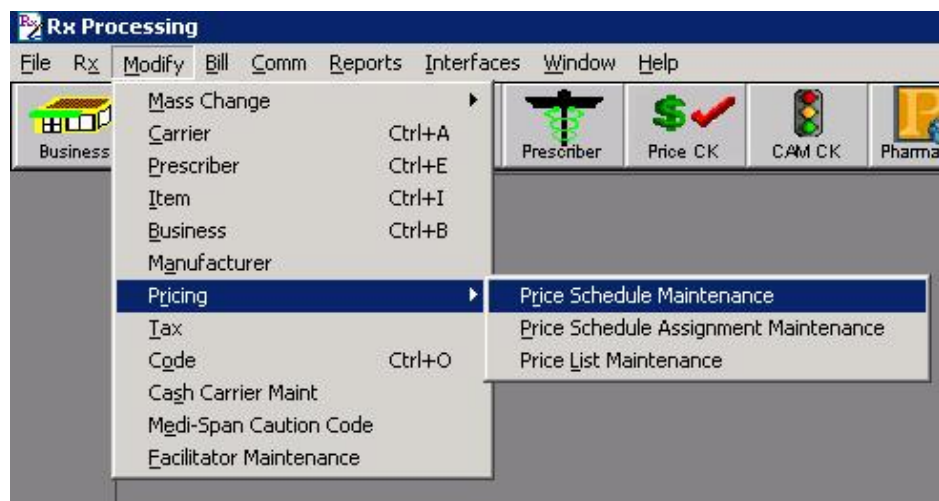 Rx Processing
File Rx Modify Bill Comm Reports Interfaces Window Help
Business
Prescriber
Price CK
CAM CK
Mass Change
Carrier Ctrl+A
Prescriber Ctrl+E
Item Ctrl+I
Business Ctrl+B
Manufacturer
Pricing
Tax
Code Ctrl+O
Cash Carrier Maint
Medi-Span Caution Code
Facilitator Maintenance
Price Schedule Maintenance
Price Schedule Assignment Maintenance
Price List Maintenance